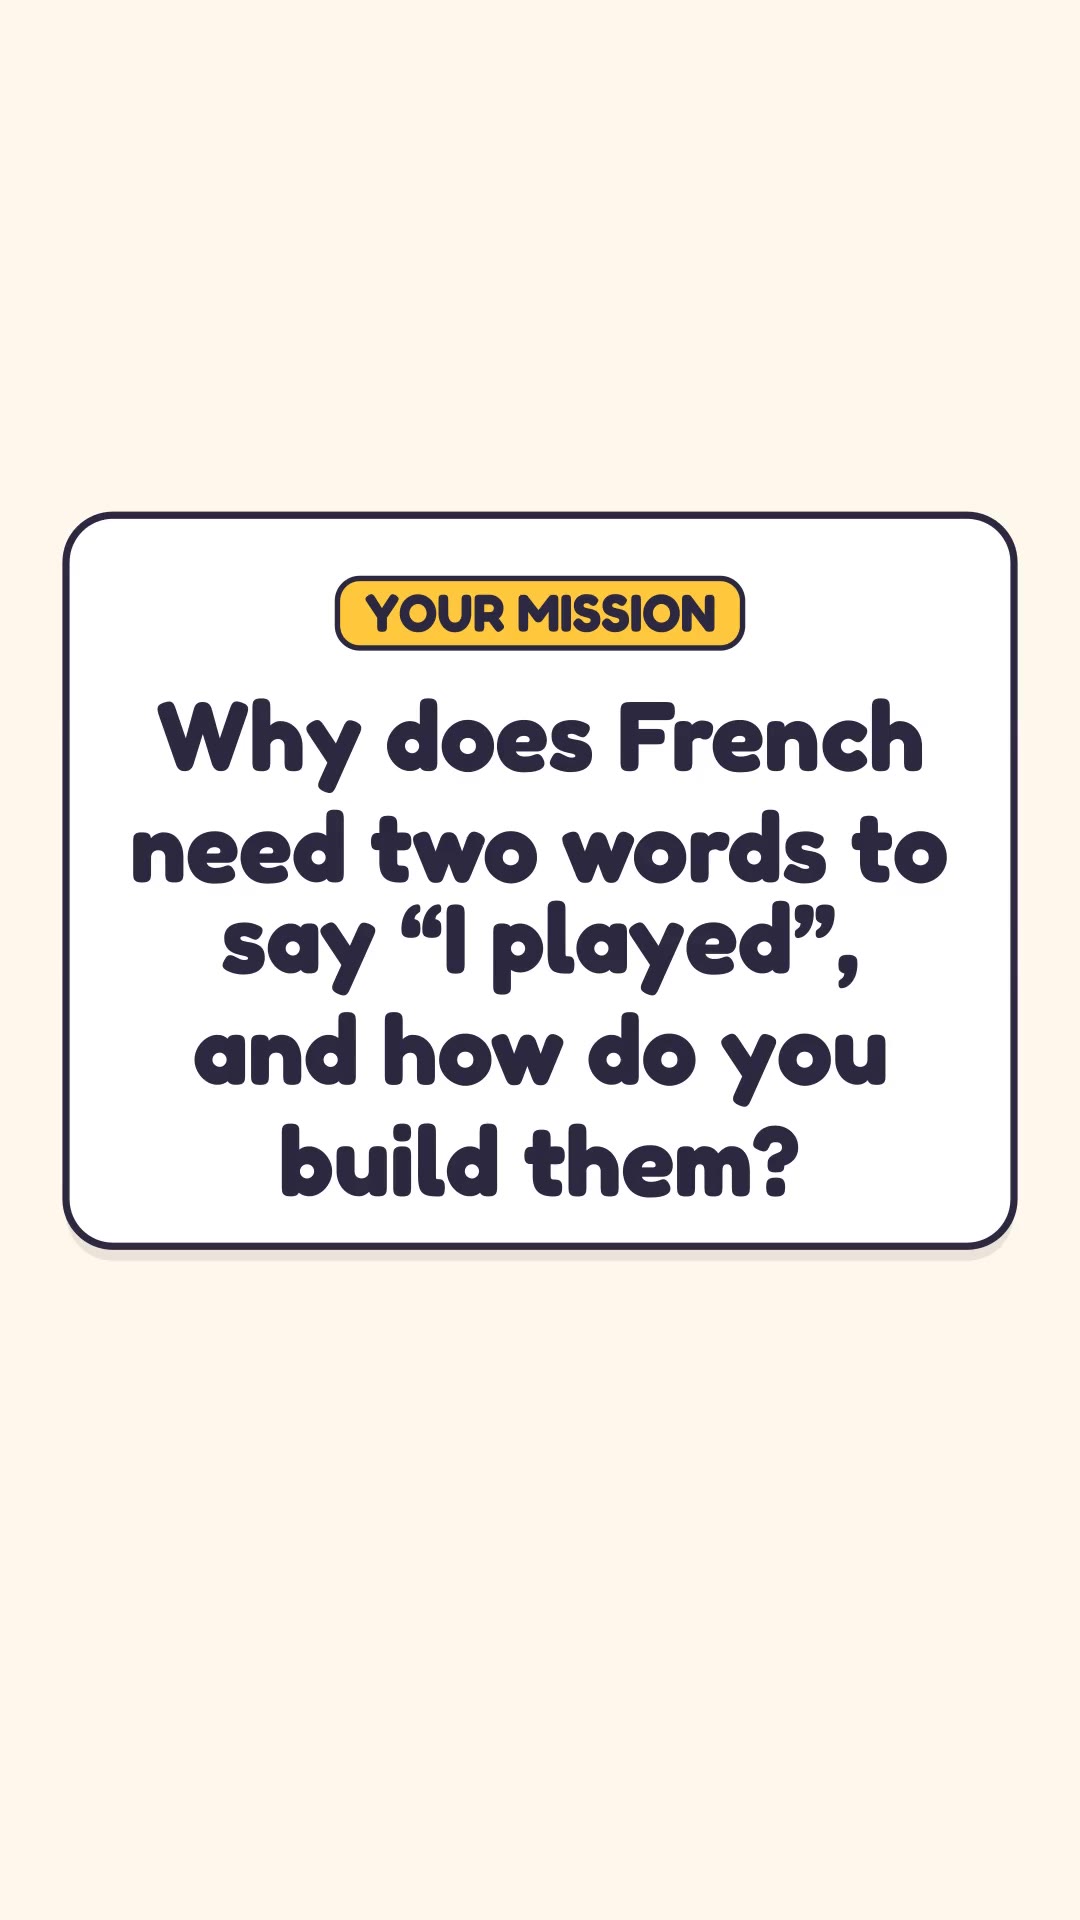 YOUR MISSION
Why does French
need two words to
say “I played”,
and how do you
build them?